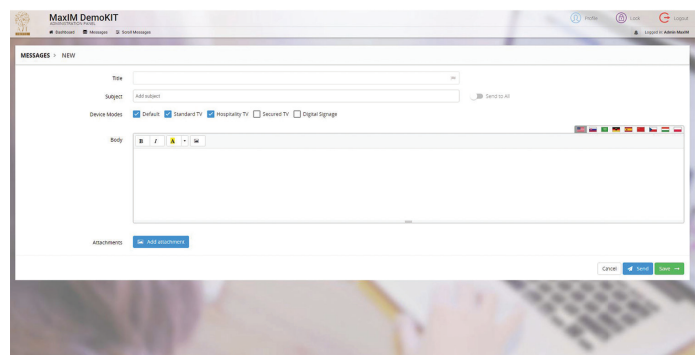 MaxIM DemoKIT
ADMINISTRATION PANEL
Profile Lock Logout
Dashboard Messages Scroll Messages
Logged in: Admin MaxIM
MESSAGES > NEW
Title
Subject Add subject Send to All
Device Modes Default Standard TV Hospitality TV Secured TV Digital Signage
Body B I A
Attachments Add attachment
Cancel Send Save →